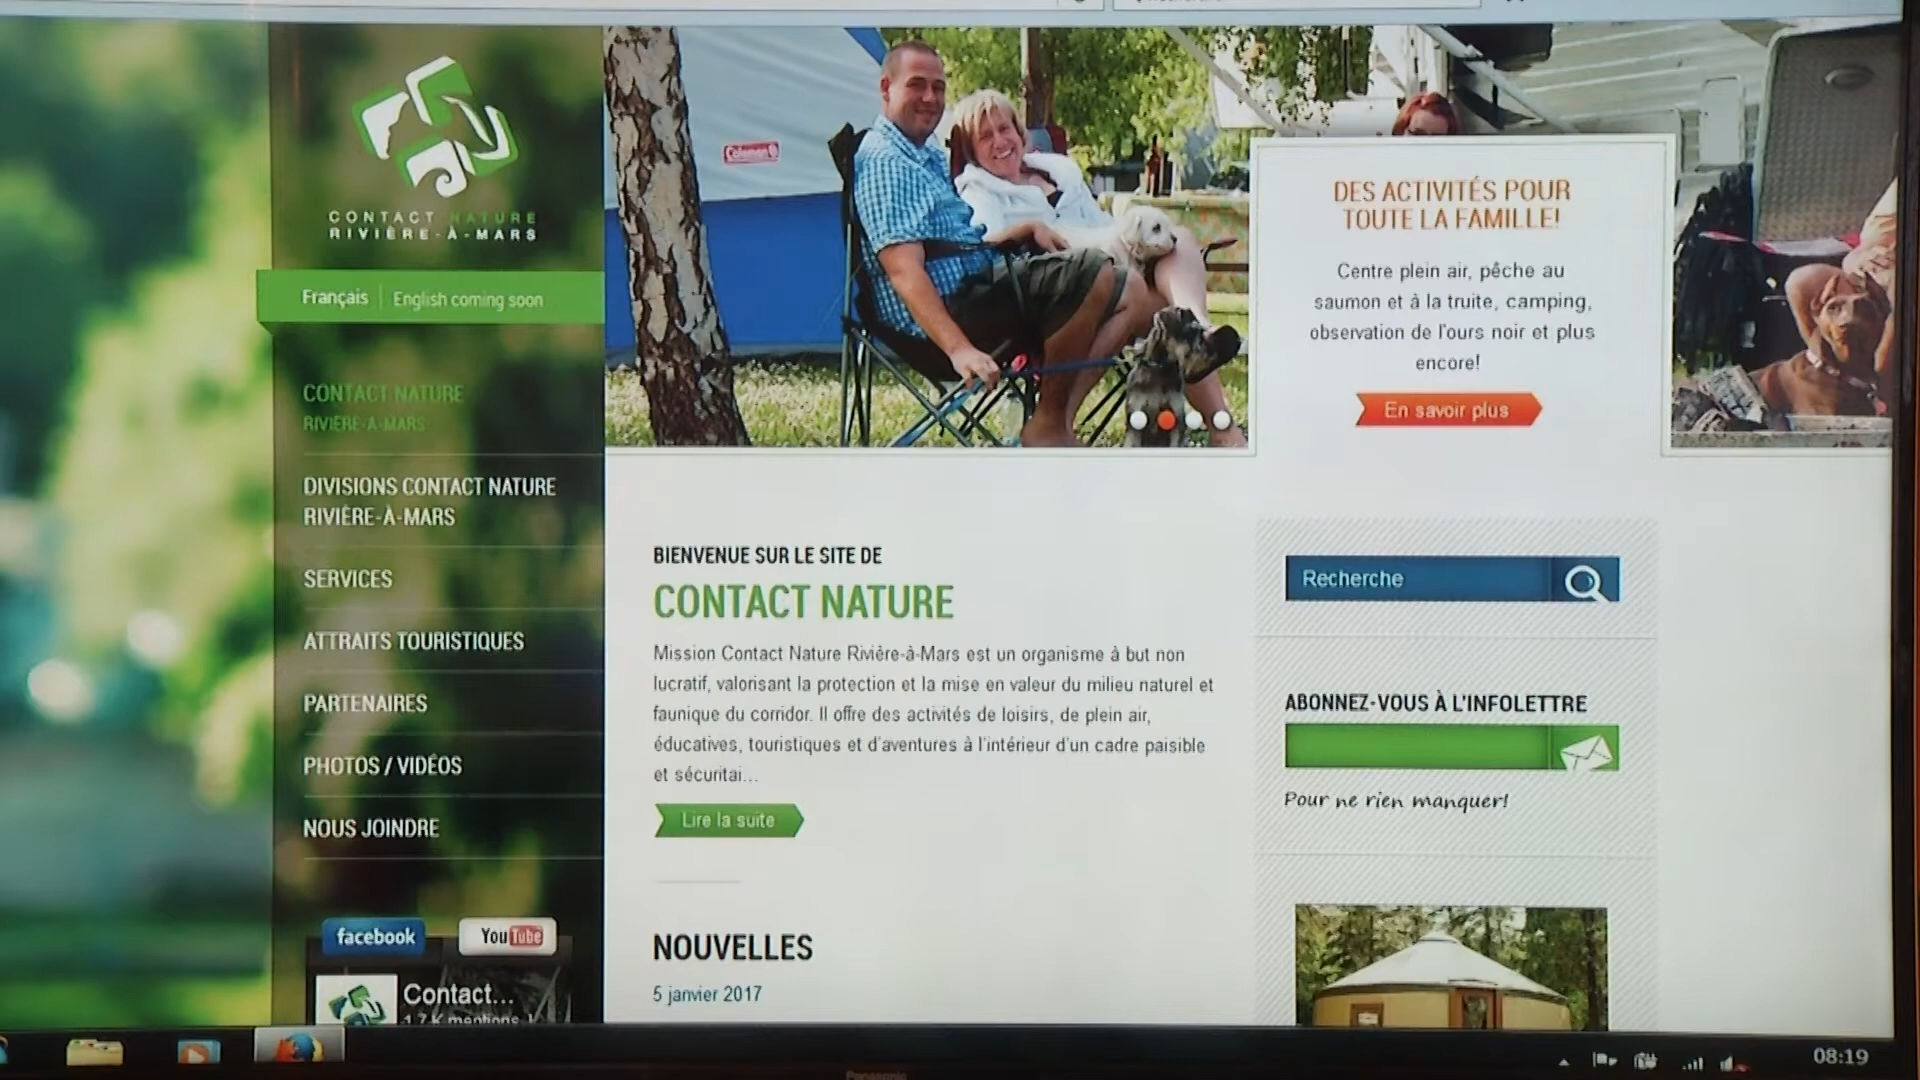 CONTACT NATURE
RIVIÈRE-À-MARS
Français
English coming soon
CONTACT NATURE
RIVIÈRE-À-MARS
DIVISIONS CONTACT NATURE
RIVIÈRE-À-MARS
SERVICES
ATTRAITS TOURISTIQUES
PARTENAIRES
PHOTOS / VIDÉOS
NOUS JOINDRE
facebook
YouTube
Contact...
Coleman
DES ACTIVITÉS POUR
TOUTE LA FAMILLE!
Centre plein air, pêche au
saumon et à la truite, camping,
observation de l'ours noir et plus
encore!
En savoir plus
BIENVENUE SUR LE SITE DE
CONTACT NATURE
Mission Contact Nature Rivière-à-Mars est un organisme à but non
lucratif, valorisant la protection et la mise en valeur du milieu naturel et
faunique du corridor. Il offre des activités de loisirs, de plein air,
éducatives, touristiques et d'aventures à l'intérieur d'un cadre paisible
et sécuritai...
Lire la suite
NOUVELLES
5 janvier 2017
Recherche
ABONNEZ-VOUS À L'INFOLETTRE
Pour ne rien manquer!
08:19
Panasonic